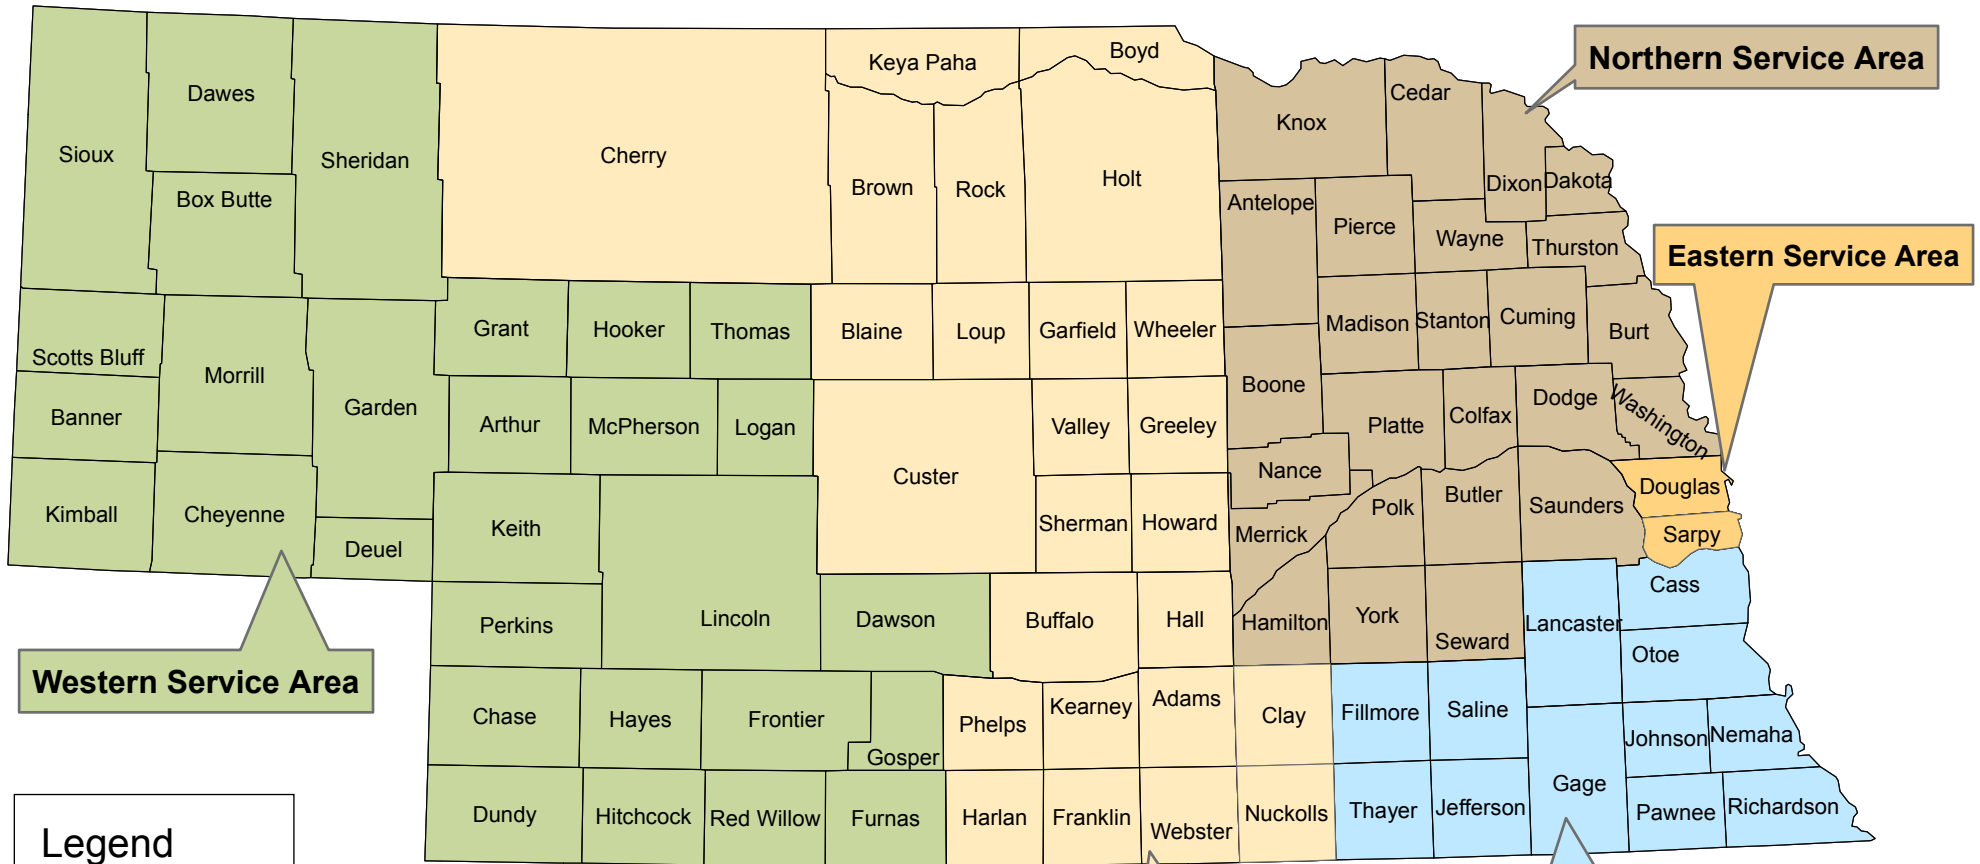 Keya Paha
Boyd
Northern Service Area
Dawes
Cedar
Knox
Sioux
Sheridan
Cherry
Brown
Rock
Holt
Dixon
Dakota
Box Butte
Antelope
Pierce
Wayne
Thurston
Eastern Service Area
Grant
Hooker
Thomas
Blaine
Loup
Garfield
Wheeler
Madison
Stanton
Cuming
Burt
Scotts Bluff
Morrill
Garden
Boone
Banner
Arthur
McPherson
Logan
Valley
Greeley
Platte
Colfax
Dodge
Washington
Custer
Nance
Douglas
Kimball
Cheyenne
Keith
Sherman
Howard
Merrick
Polk
Butler
Saunders
Sarpy
Deuel
Cass
Perkins
Lincoln
Dawson
Buffalo
Hall
Hamilton
York
Seward
Lancaster
Otoe
Western Service Area
Chase
Hayes
Frontier
Gosper
Phelps
Kearney
Adams
Clay
Fillmore
Saline
Johnson
Nemaha
Dundy
Hitchcock
Red Willow
Furnas
Harlan
Franklin
Webster
Nuckolls
Thayer
Jefferson
Gage
Pawnee
Richardson
Legend